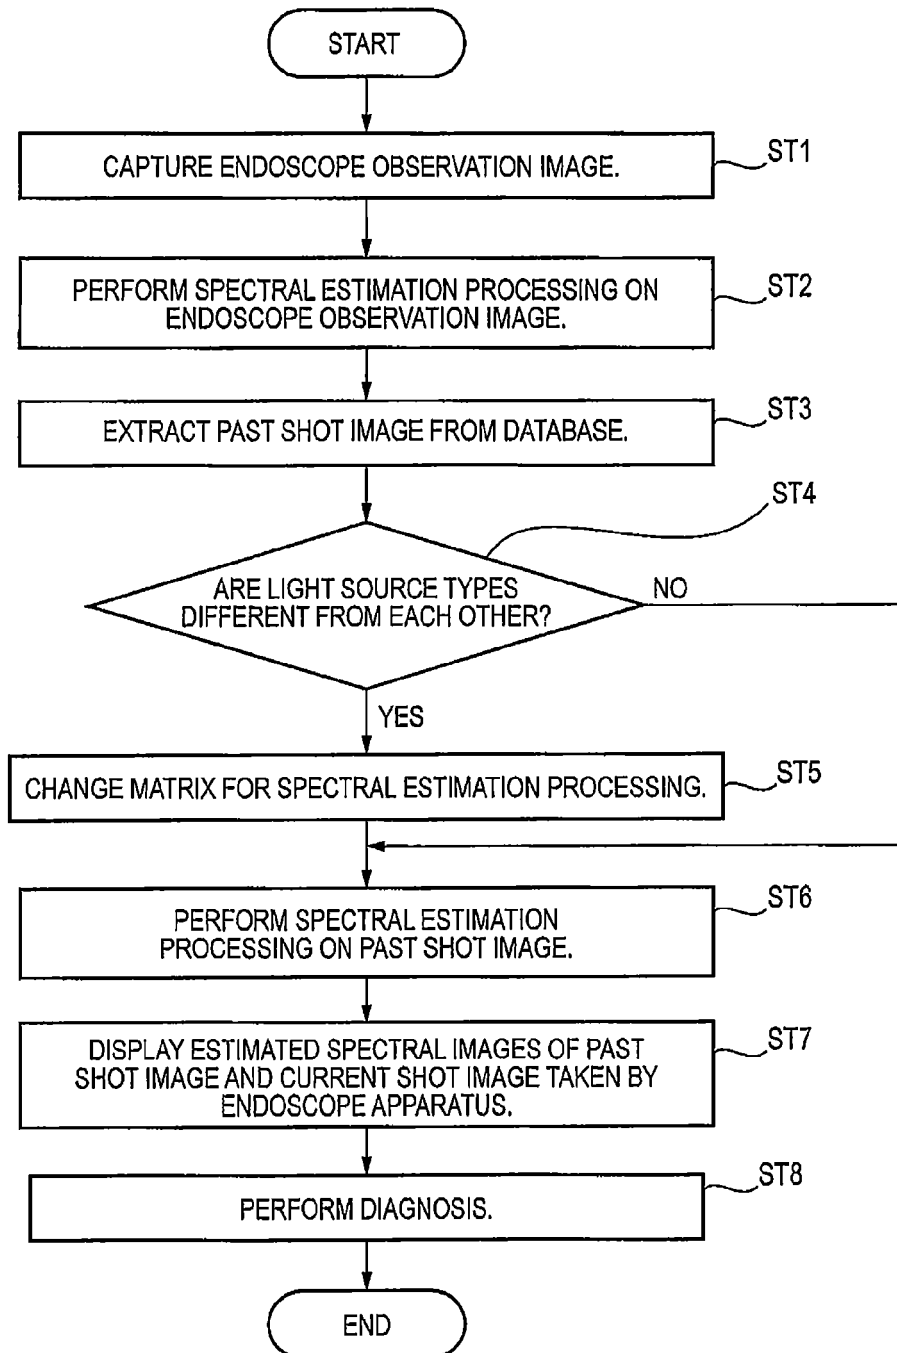 START
CAPTURE ENDOSCOPE OBSERVATION IMAGE.
ST1
PERFORM SPECTRAL ESTIMATION PROCESSING ON
ENDOSCOPE OBSERVATION IMAGE.
ST2
EXTRACT PAST SHOT IMAGE FROM DATABASE.
ST3
ST4
ARE LIGHT SOURCE TYPES
DIFFERENT FROM EACH OTHER?
NO
YES
CHANGE MATRIX FOR SPECTRAL ESTIMATION PROCESSING.
ST5
PERFORM SPECTRAL ESTIMATION
PROCESSING ON PAST SHOT IMAGE.
ST6
DISPLAY ESTIMATED SPECTRAL IMAGES OF PAST
SHOT IMAGE AND CURRENT SHOT IMAGE TAKEN BY
ENDOSCOPE APPARATUS.
ST7
PERFORM DIAGNOSIS.
ST8
END